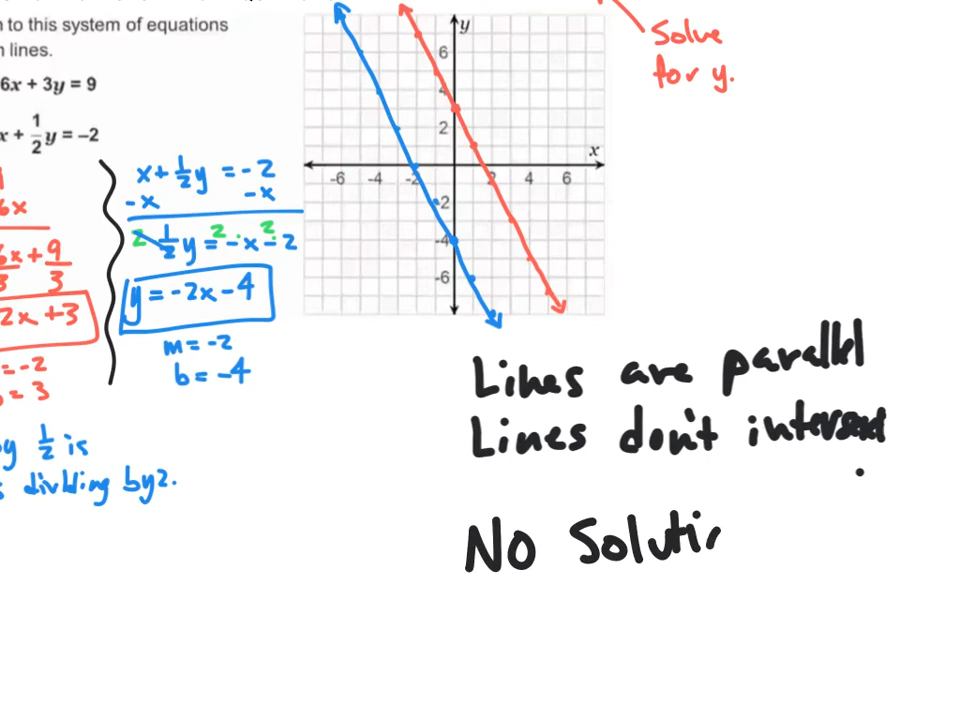 n to this system of equations
n lines.
6x + 3y = 9
x + 1/2 y = –2
6x
6x + 9
3 3
2x + 3
= -2
= 3
x + 1/2 y = -2
-x -x
2 · 1/2 y = 2 · -x 2 · - 2
y = -2x - 4
m = -2
b = -4
y 1/2 is
dividing by 2.
y
6
4
2
x
-6 -4 -2 2 4 6
-2
-4
-6
Solve
for y.
Lines are parallel
Lines don't intersect
No Soluti